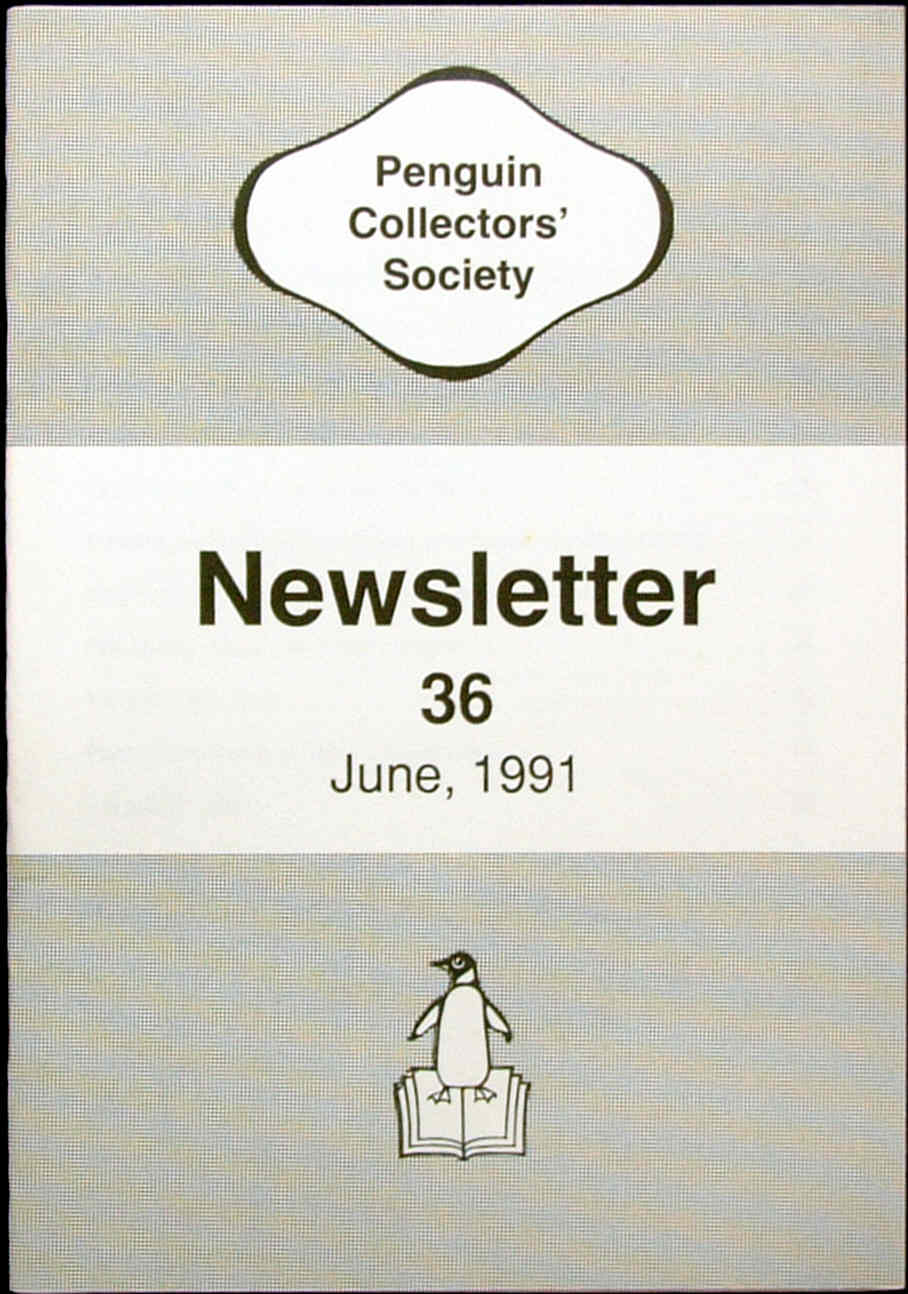 Penguin
Collectors'
Society
Newsletter
36
June, 1991